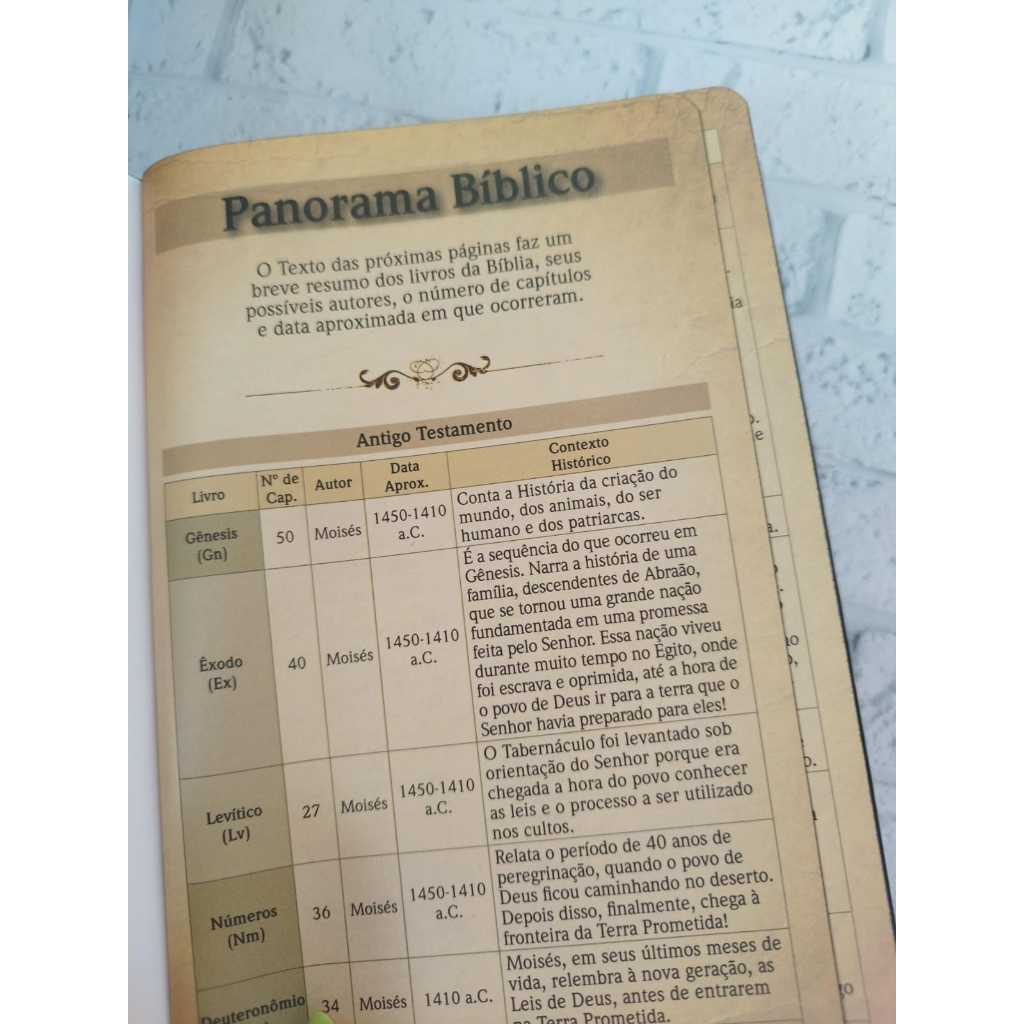 Panorama Bíblico
O Texto das próximas páginas faz um
breve resumo dos livros da Bíblia, seus
possíveis autores, o número de capítulos
e data aproximada em que ocorreram.
Antigo Testamento
Livro
Nº de
Cap.
Autor
Data
Aprox.
Contexto
Histórico
Gênesis
(Gn)
50
Moisés
1450-1410
a.C.
Conta a História da criação do
mundo, dos animais, do ser
humano e dos patriarcas.
Êxodo
(Ex)
40
Moisés
1450-1410
a.C.
É a sequência do que ocorreu em
Gênesis. Narra a história de uma
família, descendentes de Abraão,
que se tornou uma grande nação
fundamentada em uma promessa
feita pelo Senhor. Essa nação viveu
durante muito tempo no Egito, onde
foi escrava e oprimida, até a hora de
o povo de Deus ir para a terra que o
Senhor havia preparado para eles!
Levítico
(Lv)
27
Moisés
1450-1410
a.C.
O Tabernáculo foi levantado sob
orientação do Senhor porque era
chegada a hora do povo conhecer
as leis e o processo a ser utilizado
nos cultos.
Números
(Nm)
36
Moisés
1450-1410
a.C.
Relata o período de 40 anos de
peregrinação, quando o povo de
Deus ficou caminhando no deserto.
Depois disso, finalmente, chega à
fronteira da Terra Prometida!
Deuteronômio
34
Moisés
1410 a.C.
Moisés, em seus últimos meses de
vida, relembra à nova geração, as
Leis de Deus, antes de entrarem
na Terra Prometida.